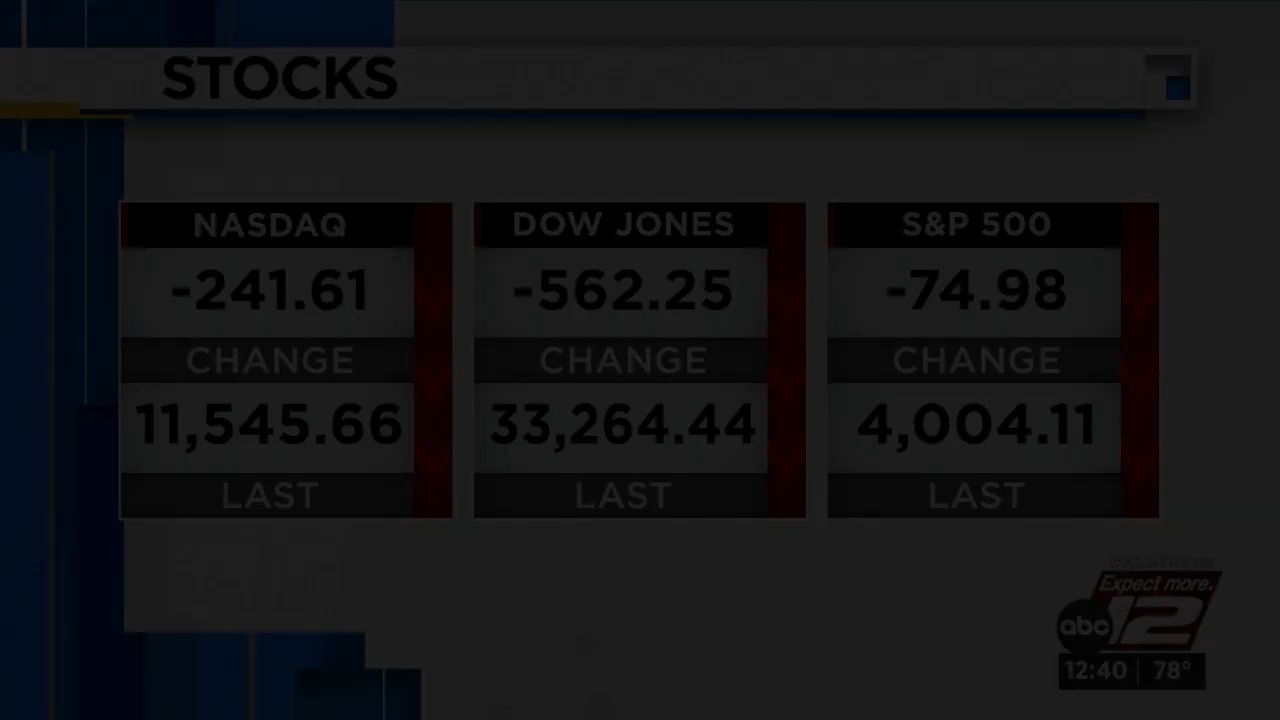 STOCKS
NASDAQ
-241.61
CHANGE
11,545.66
LAST
DOW JONES
-562.25
CHANGE
33,264.44
LAST
S&P 500
-74.98
CHANGE
4,004.11
LAST
Expect more.
abc 12
12:40 78°